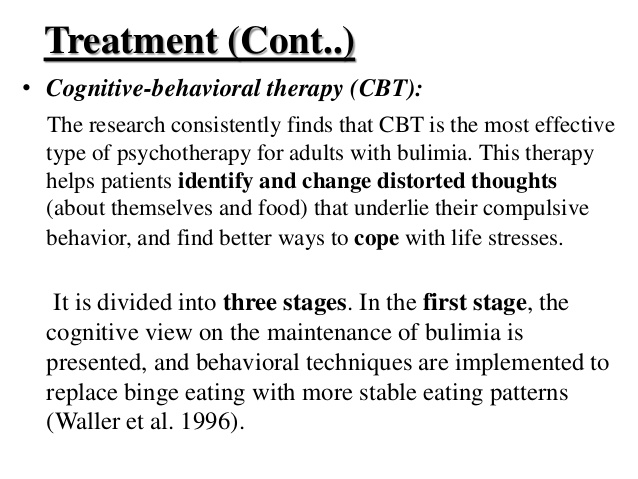 Treatment (Cont..)
• Cognitive-behavioral therapy (CBT):
The research consistently finds that CBT is the most effective
type of psychotherapy for adults with bulimia. This therapy
helps patients identify and change distorted thoughts
(about themselves and food) that underlie their compulsive
behavior, and find better ways to cope with life stresses.
It is divided into three stages. In the first stage, the
cognitive view on the maintenance of bulimia is
presented, and behavioral techniques are implemented to
replace binge eating with more stable eating patterns
(Waller et al. 1996).